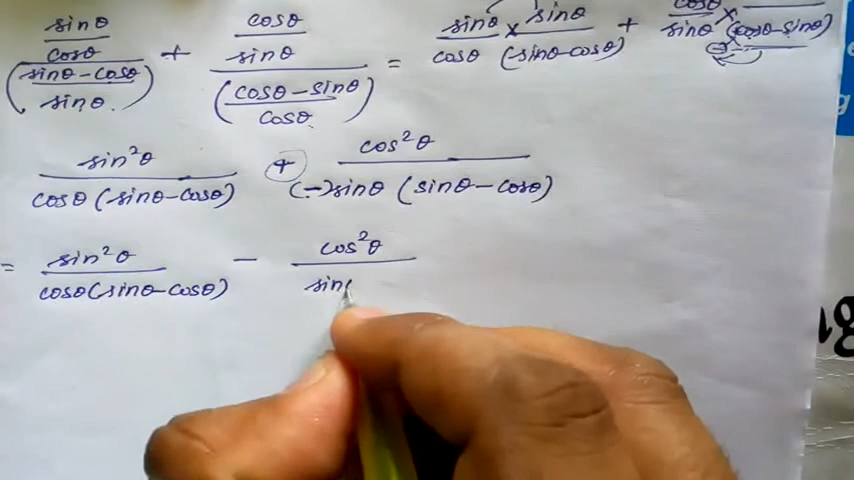 (sinθ/cosθ)/((sinθ-cosθ)/sinθ) + (cosθ/sinθ)/((cosθ-sinθ)/cosθ) = sinθ/cosθ × sinθ/(sinθ-cosθ) + cosθ/sinθ × /(cosθ-sinθ)
sin²θ/cosθ(sinθ-cosθ) + cos²θ/(-)sinθ(sinθ-cosθ)
= sin²θ/cosθ(sinθ-cosθ) - cos²θ/sin